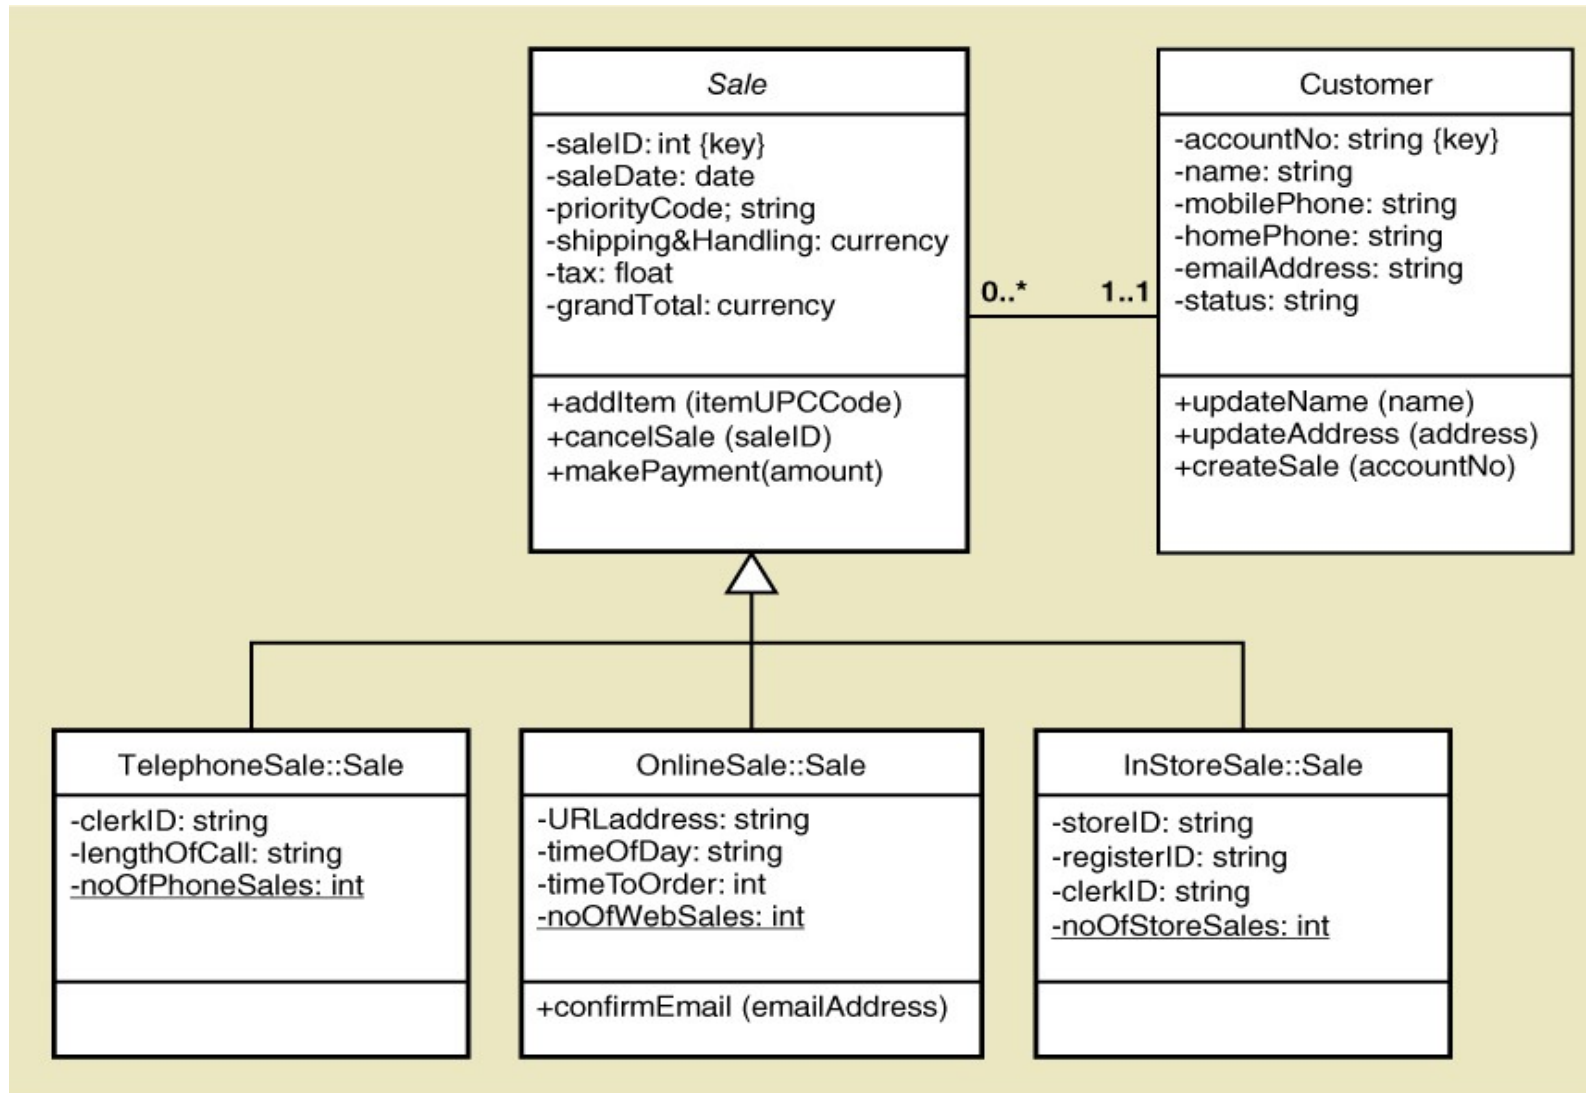 Sale
-saleID: int {key}
-saleDate: date
-priorityCode; string
-shipping&Handling: currency
-tax: float
-grandTotal: currency
+addItem (itemUPCCode)
+cancelSale (saleID)
+makePayment(amount)
0..*
1..1
Customer
-accountNo: string {key}
-name: string
-mobilePhone: string
-homePhone: string
-emailAddress: string
-status: string
+updateName (name)
+updateAddress (address)
+createSale (accountNo)
TelephoneSale::Sale
-clerkID: string
-lengthOfCall: string
-noOfPhoneSales: int
OnlineSale::Sale
-URLaddress: string
-timeOfDay: string
-timeToOrder: int
-noOfWebSales: int
+confirmEmail (emailAddress)
InStoreSale::Sale
-storeID: string
-registerID: string
-clerkID: string
-noOfStoreSales: int